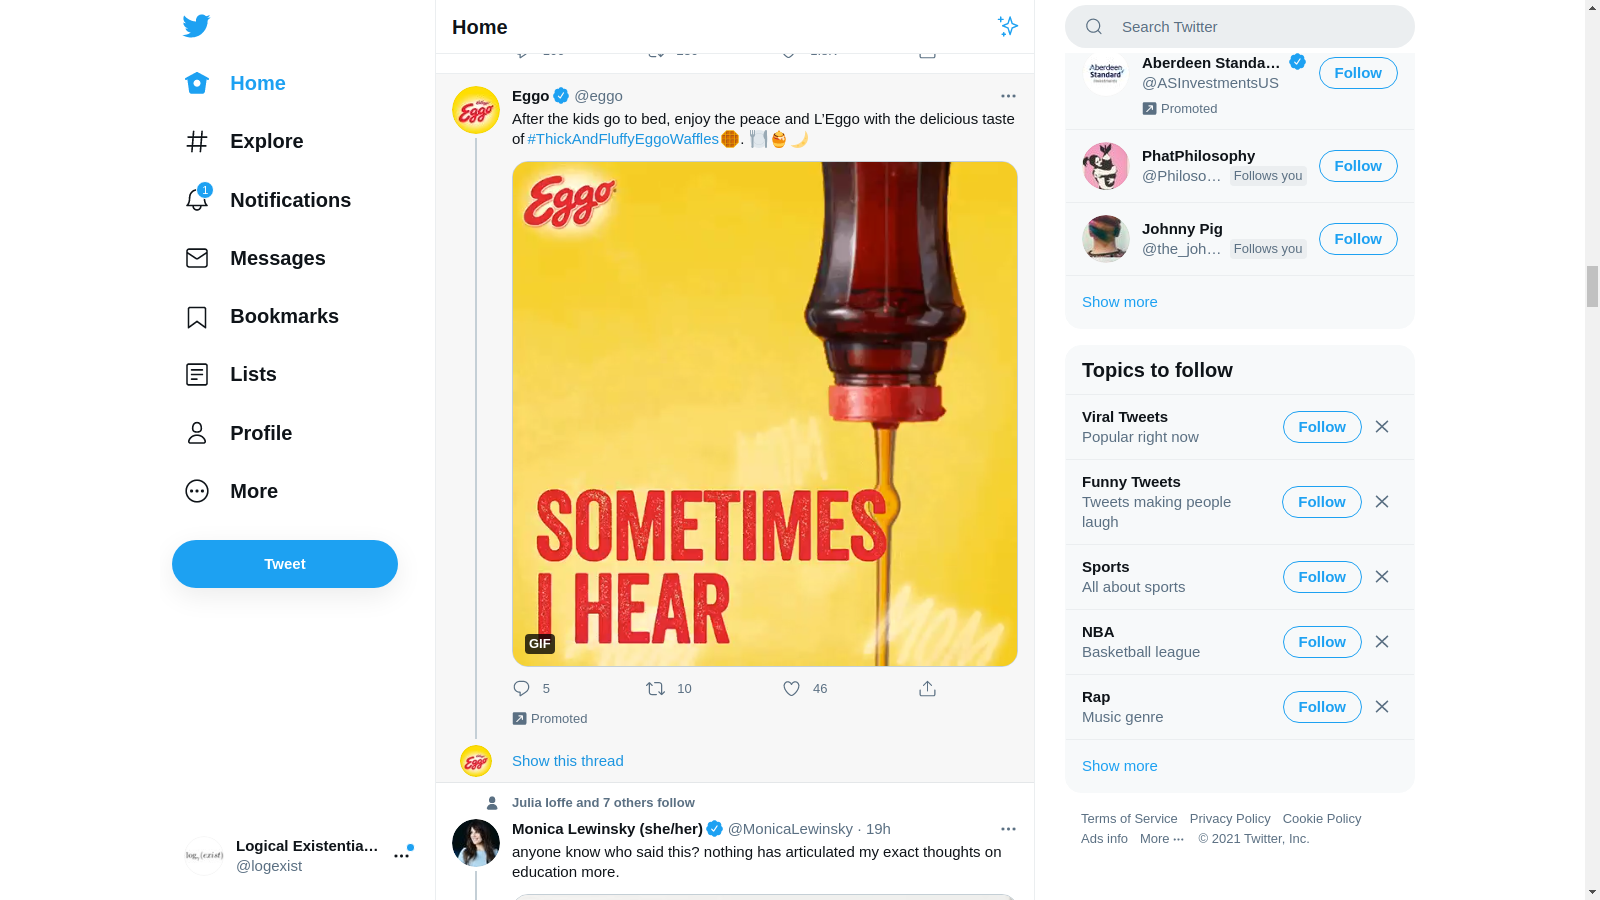 Home
Explore
1
Notifications
Messages
Bookmarks
Lists
Profile
More
Tweet
Logical Existentia...
@logexist
Home
Eggo @eggo
After the kids go to bed, enjoy the peace and L'Eggo with the delicious taste
of #ThickAndFluffyEggoWaffles. 
Eggo
SOMETIMES
I HEAR
MOM
GIF
5 10 46
Promoted
Show this thread
Julia Ioffe and 7 others follow
Monica Lewinsky (she/her) @MonicaLewinsky · 19h
anyone know who said this? nothing has articulated my exact thoughts on
education more.
Search Twitter
Aberdeen Standa...
@ASInvestmentsUS
Follow
Promoted
PhatPhilosophy
@Philoso... Follows you
Follow
Johnny Pig
@the_joh... Follows you
Follow
Show more
Topics to follow
Viral Tweets
Popular right now
Follow
Funny Tweets
Tweets making people
laugh
Follow
Sports
All about sports
Follow
NBA
Basketball league
Follow
Rap
Music genre
Follow
Show more
Terms of Service Privacy Policy Cookie Policy
Ads info More ··· © 2021 Twitter, Inc.